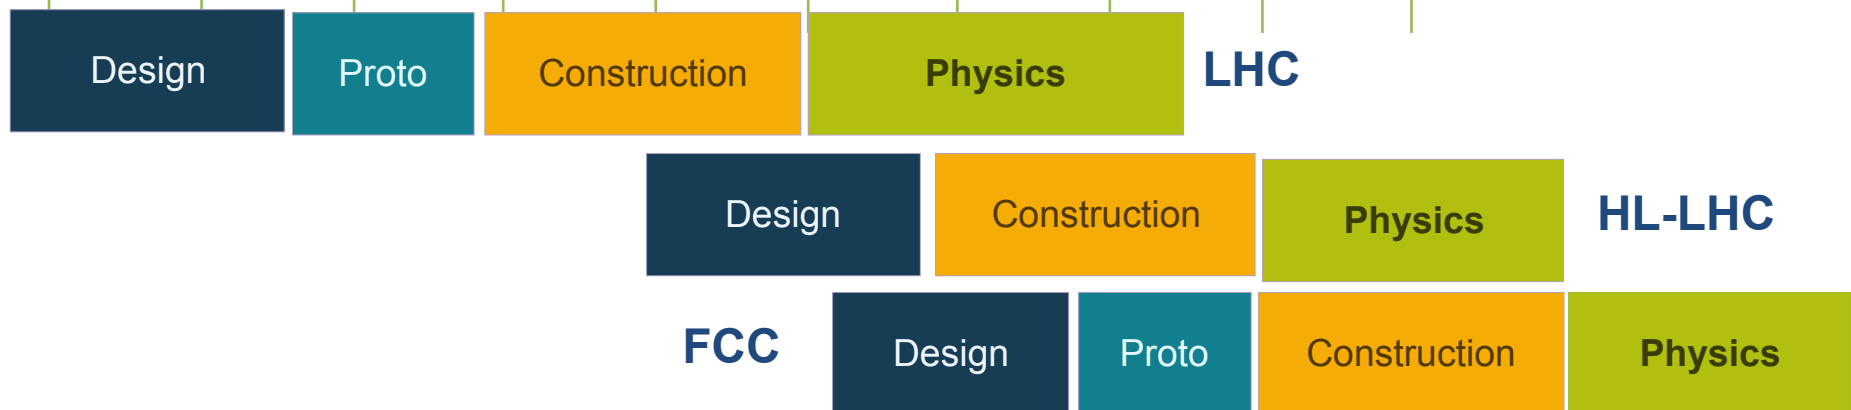 Design Proto Construction Physics LHC
Design Construction Physics HL-LHC
FCC Design Proto Construction Physics